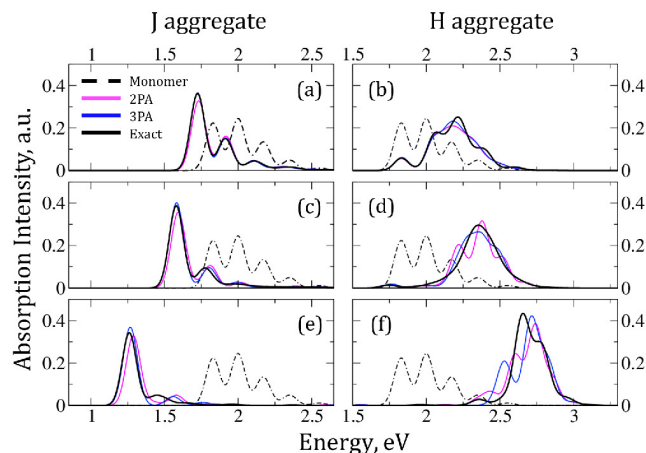 J aggregate
H aggregate
1 1.5 2 2.5
1.5 2 2.5 3
Monomer
2PA
3PA
Exact
(a)
(b)
(c)
(d)
(e)
(f)
0.4
0.2
0
0.4
0.2
0
0.4
0.2
0
0.4
0.2
0
0.4
0.2
0
0.4
0.2
0
Absorption Intensity, a.u.
1 1.5 2 2.5
2 2.5 3
Energy, eV